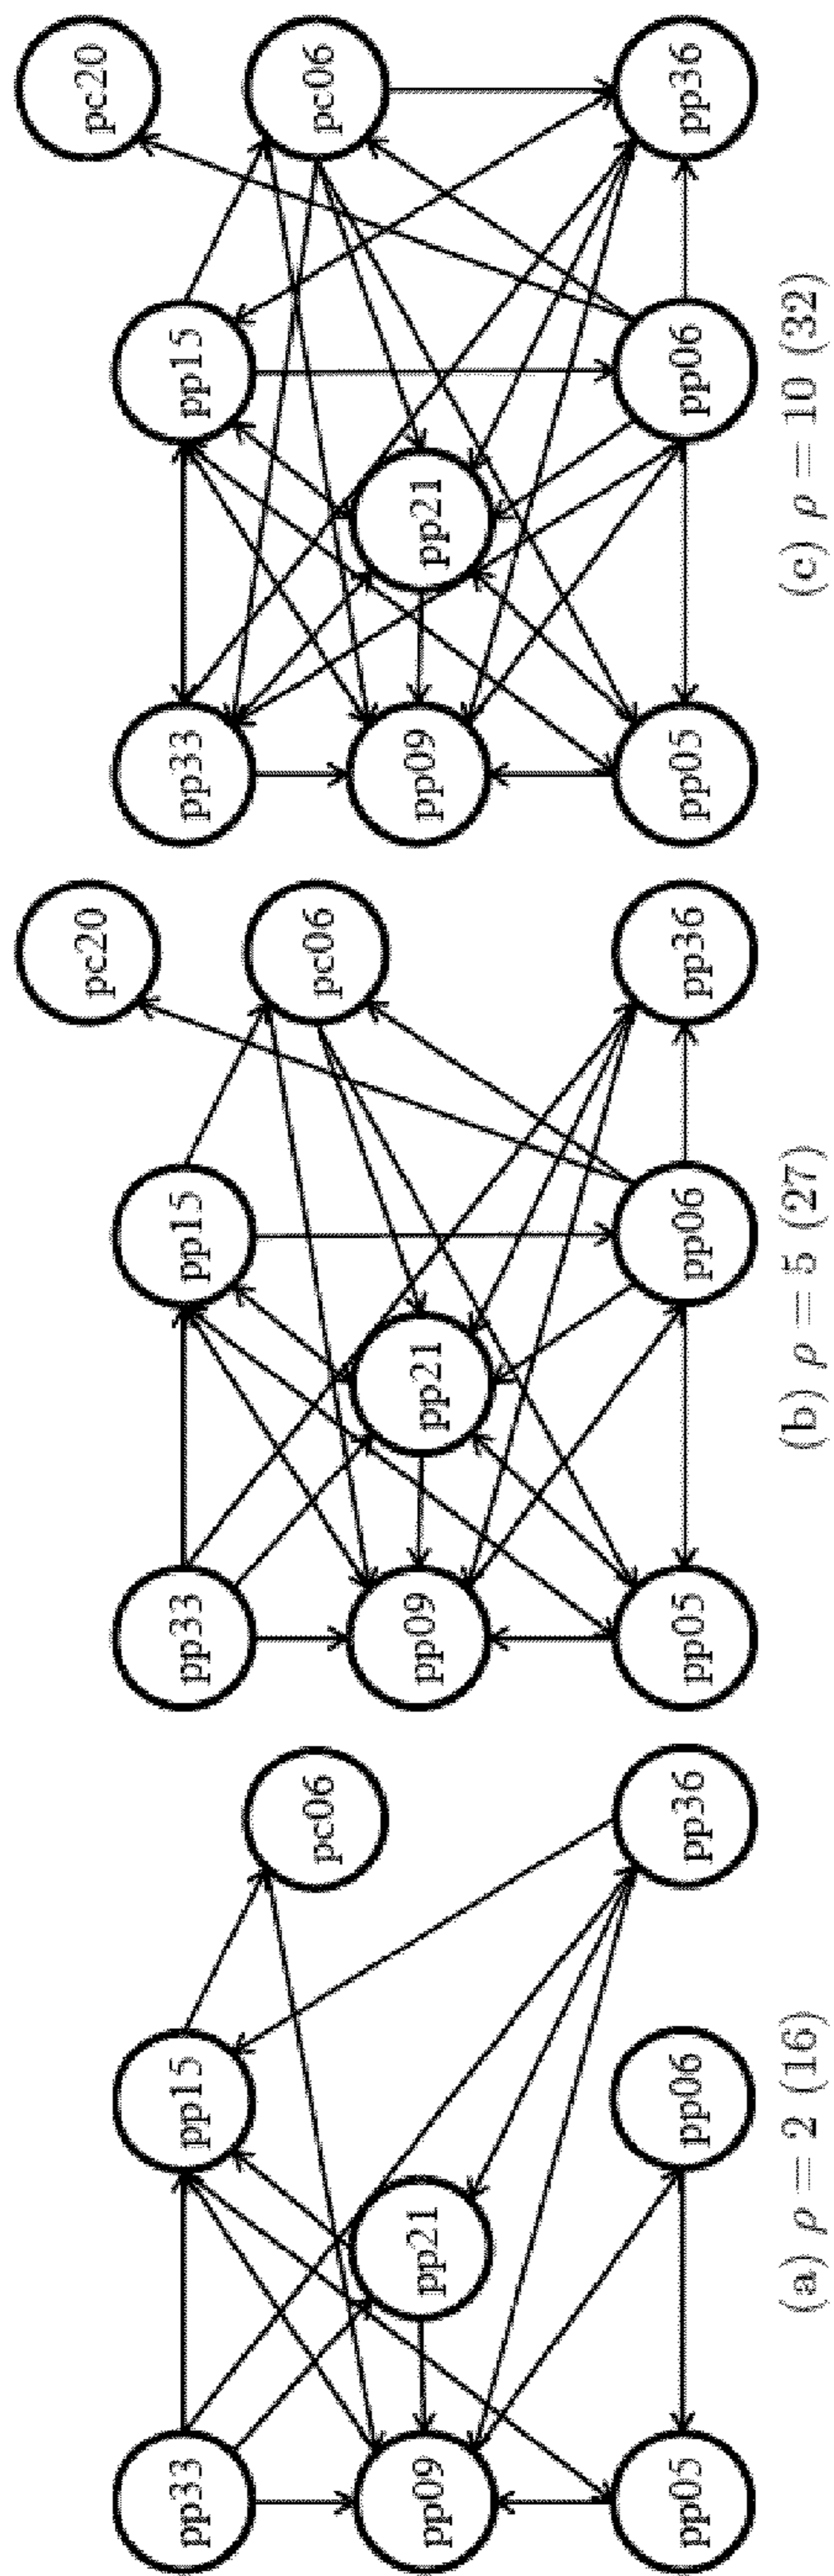 pp33
pp15
pc06
pp09
pp21
pp05
pp06
pp36
(a) ρ = 2 (16)
pc20
pp33
pp15
pc06
pp09
pp21
pp05
pp06
pp36
(b) ρ = 5 (27)
pc20
pp33
pp15
pc06
pp09
pp21
pp05
pp06
pp36
(c) ρ = 10 (32)